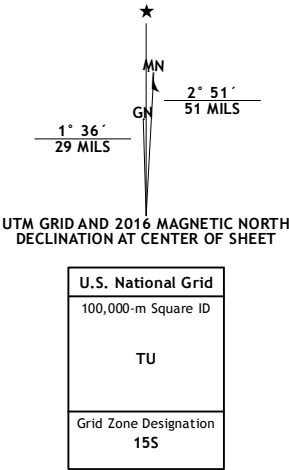 MN
GN
2° 51´
51 MILS
1° 36´
29 MILS
UTM GRID AND 2016 MAGNETIC NORTH
DECLINATION AT CENTER OF SHEET
U.S. National Grid
100,000-m Square ID
TU
Grid Zone Designation
15S